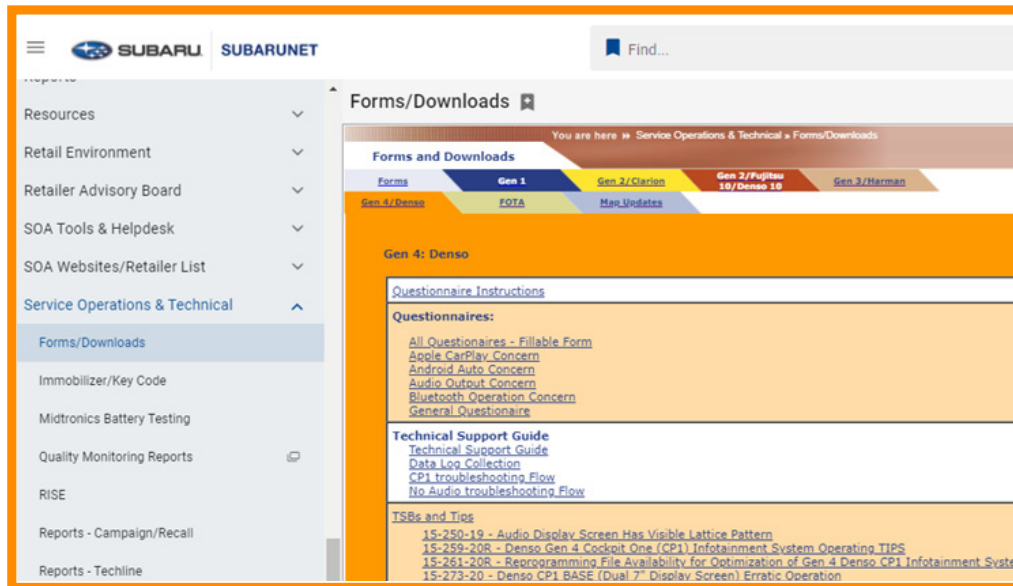 SUBARU SUBARUNET
Find...
Reports
Resources
Retail Environment
Retailer Advisory Board
SOA Tools & Helpdesk
SOA Websites/Retailer List
Service Operations & Technical
Forms/Downloads
Immobilizer/Key Code
Midtronics Battery Testing
Quality Monitoring Reports
RISE
Reports - Campaign/Recall
Reports - Techline
Forms/Downloads
You are here » Service Operations & Technical » Forms/Downloads
Forms and Downloads
Forms
Gen 1
Gen 2/Clarion
Gen 2/Fujitsu
10/Denso 10
Gen 3/Harman
Gen 4/Denso
FOTA
Map Updates
Gen 4: Denso
Questionnaire Instructions
Questionnaires:
All Questionaires - Fillable Form
Apple CarPlay Concern
Android Auto Concern
Audio Output Concern
Bluetooth Operation Concern
General Questionaire
Technical Support Guide
Technical Support Guide
Data Log Collection
CP1 troubleshooting Flow
No Audio troubleshooting Flow
TSBs and Tips
15-250-19 - Audio Display Screen Has Visible Lattice Pattern
15-259-20R - Denso Gen 4 Cockpit One (CP1) Infotainment System Operating TIPS
15-261-20R - Reprogramming File Availability for Optimization of Gen 4 Denso CP1 Infotainment Syste
15-273-20 - Denso CP1 BASE (Dual 7" Display Screen) Erratic Operation